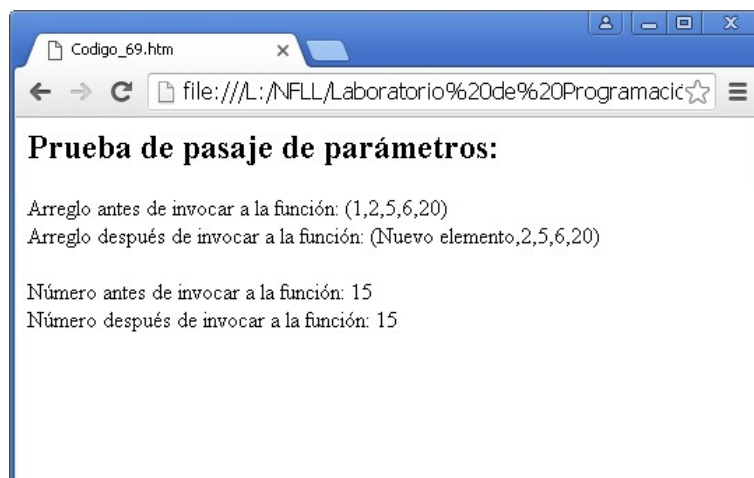 Codigo_69.htm
file:///L:/NFLL/Laboratorio%20de%20Programació
Prueba de pasaje de parámetros:
Arreglo antes de invocar a la función: (1,2,5,6,20)
Arreglo después de invocar a la función: (Nuevo elemento,2,5,6,20)
Número antes de invocar a la función: 15
Número después de invocar a la función: 15